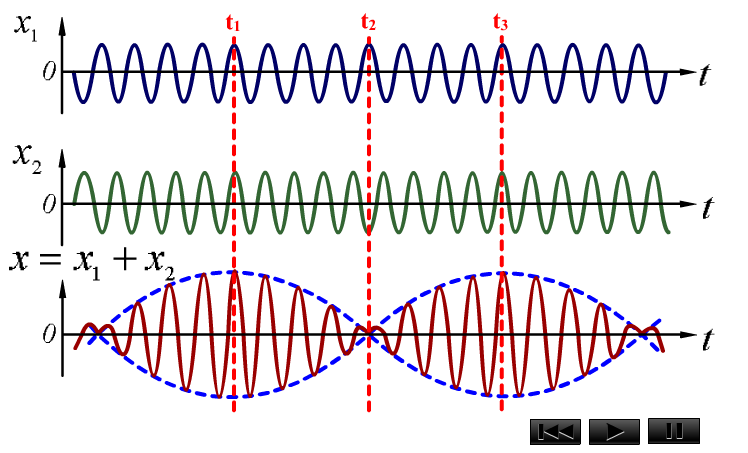 x₁
t₁ t₂ t₃
0
t
x₂
0
t
x = x₁ + x₂
0
t